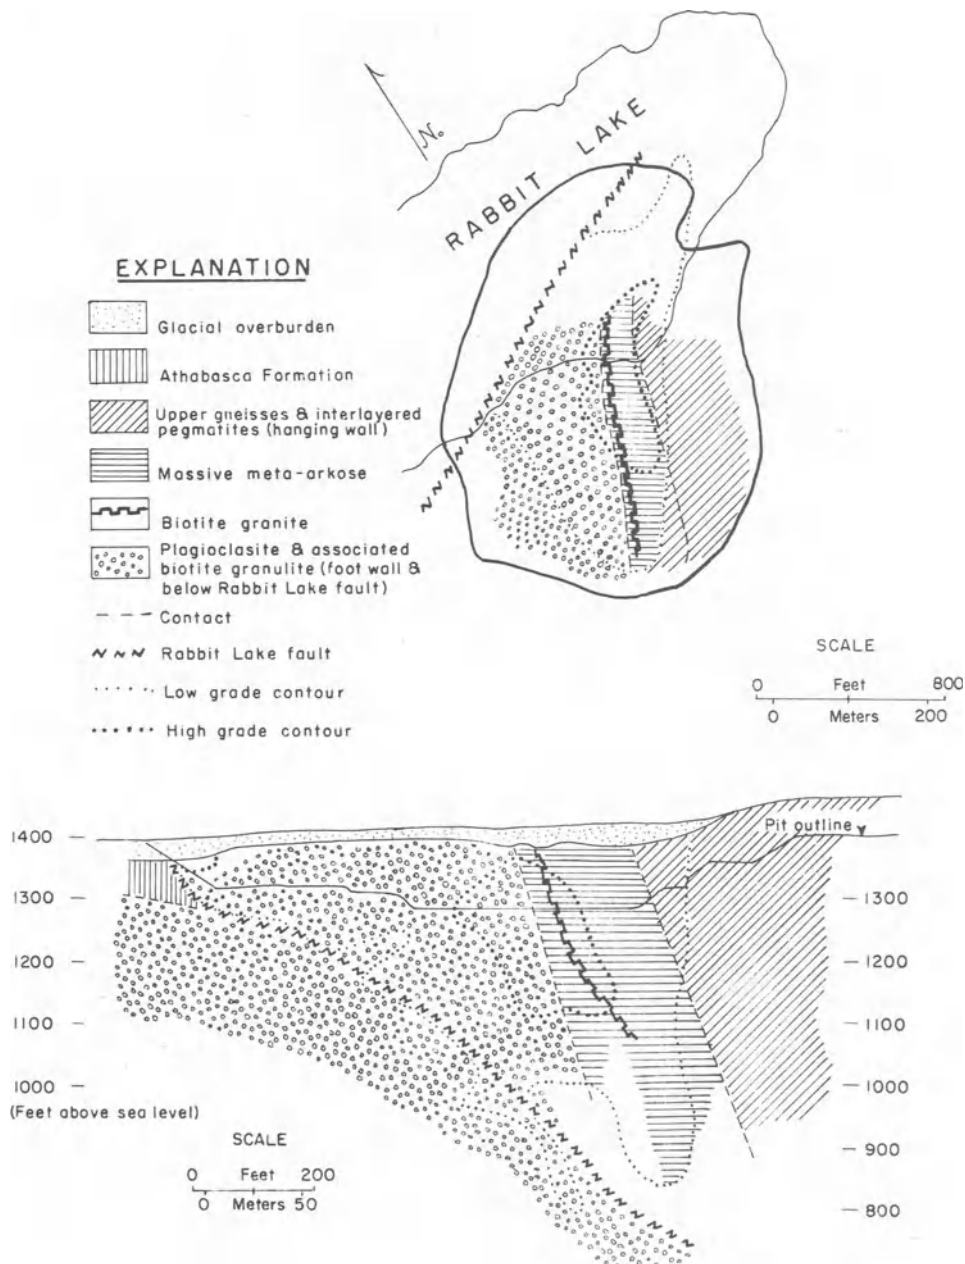 N.
RABBIT LAKE
EXPLANATION
Glacial overburden
Athabasca Formation
Upper gneisses & interlayered
pegmatites (hanging wall)
Massive meta-arkose
Biotite granite
Plagioclasite & associated
biotite granulite (foot wall &
below Rabbit Lake fault)
Contact
Rabbit Lake fault
Low grade contour
High grade contour
SCALE
0 Feet 800
0 Meters 200
1400
Pit outline
1300
1300
1200
1200
1100
1100
1000
1000
(Feet above sea level)
900
800
SCALE
0 Feet 200
0 Meters 50